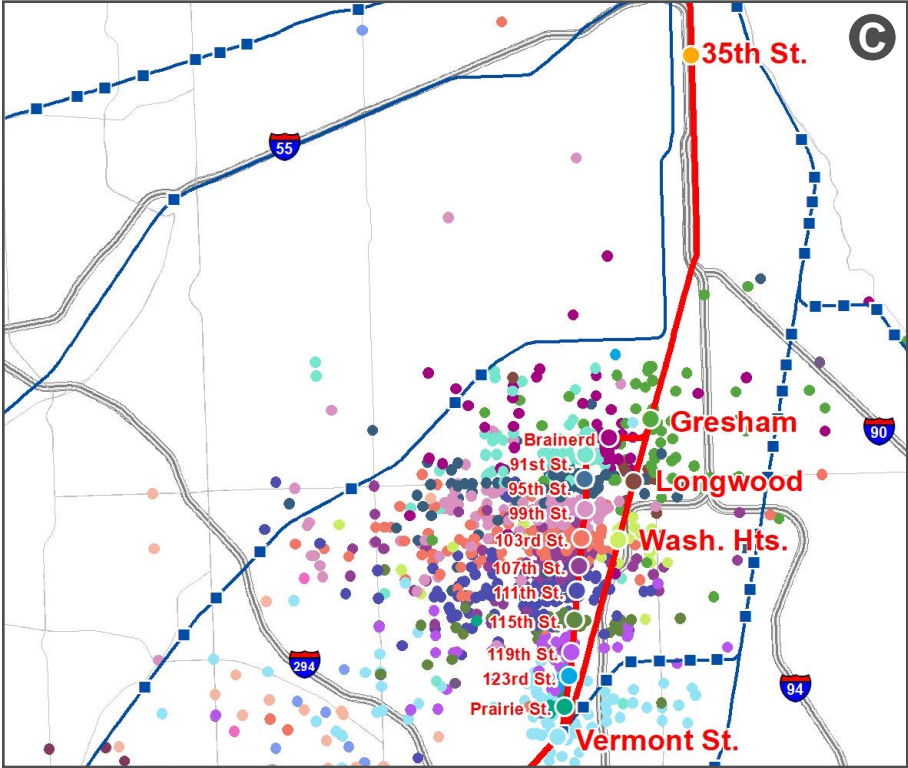 C
35th St.
55
Gresham
90
Brainerd
91st St.
95th St.
Longwood
99th St.
103rd St.
Wash. Hts.
107th St.
111th St.
115th St.
119th St.
294
123rd St.
94
Prairie St.
Vermont St.